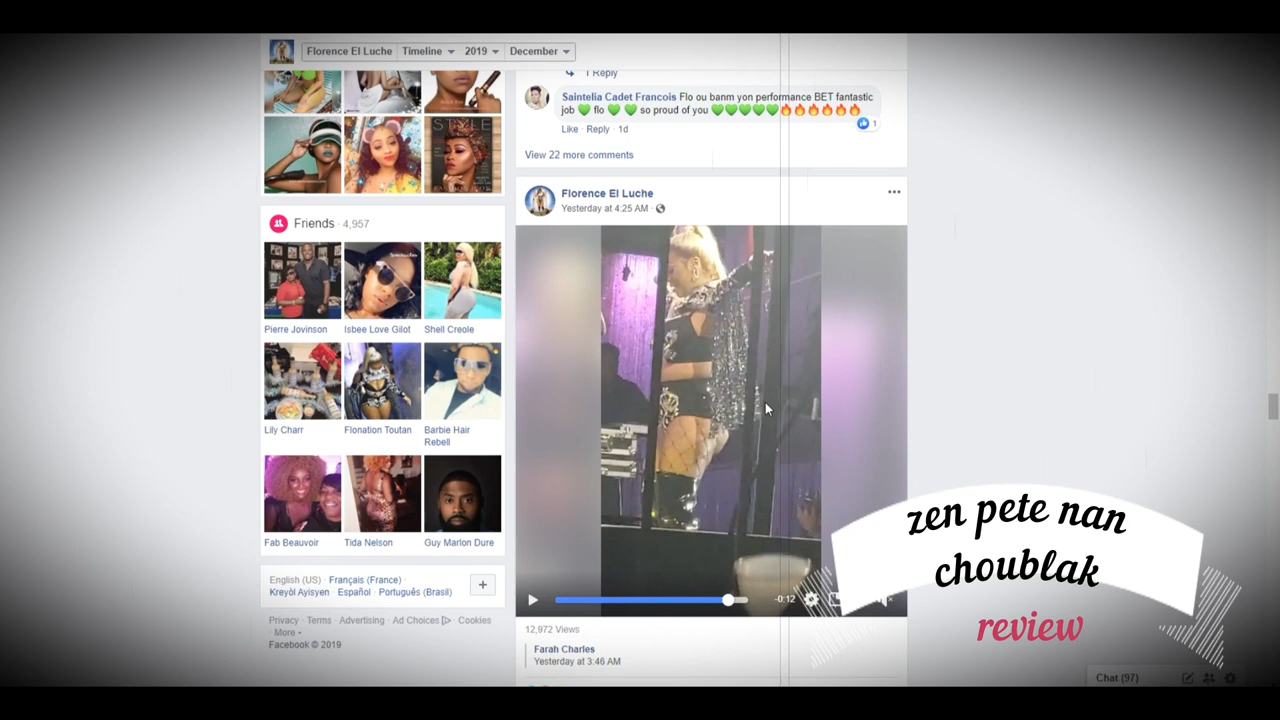 Florence El Luche Timeline 2019 December
1 Reply
Saintelia Cadet Francois Flo ou banm yon performance BET fantastic
job 💚 flo 💚 💚 so proud of you 💚💚💚💚💚🔥🔥🔥🔥🔥🔥
1
Like · Reply · 1d
View 22 more comments
STYLE
Friends · 4,957
Pierre Jovinson
Isbee Love Gilot
Shell Creole
Lily Charr
Flonation Toutan
Barbie Hair
Rebell
Fab Beauvoir
Tida Nelson
Guy Marlon Dure
English (US) · Français (France) ·
Kreyòl Ayisyen · Español · Português (Brasil)
+
Privacy · Terms · Advertising · Ad Choices · Cookies
· More
Facebook © 2019
Florence El Luche
Yesterday at 4:25 AM ·
-0:12
12,972 Views
Farah Charles
Yesterday at 3:46 AM
zen pete nan
choublak
review
Chat (97)